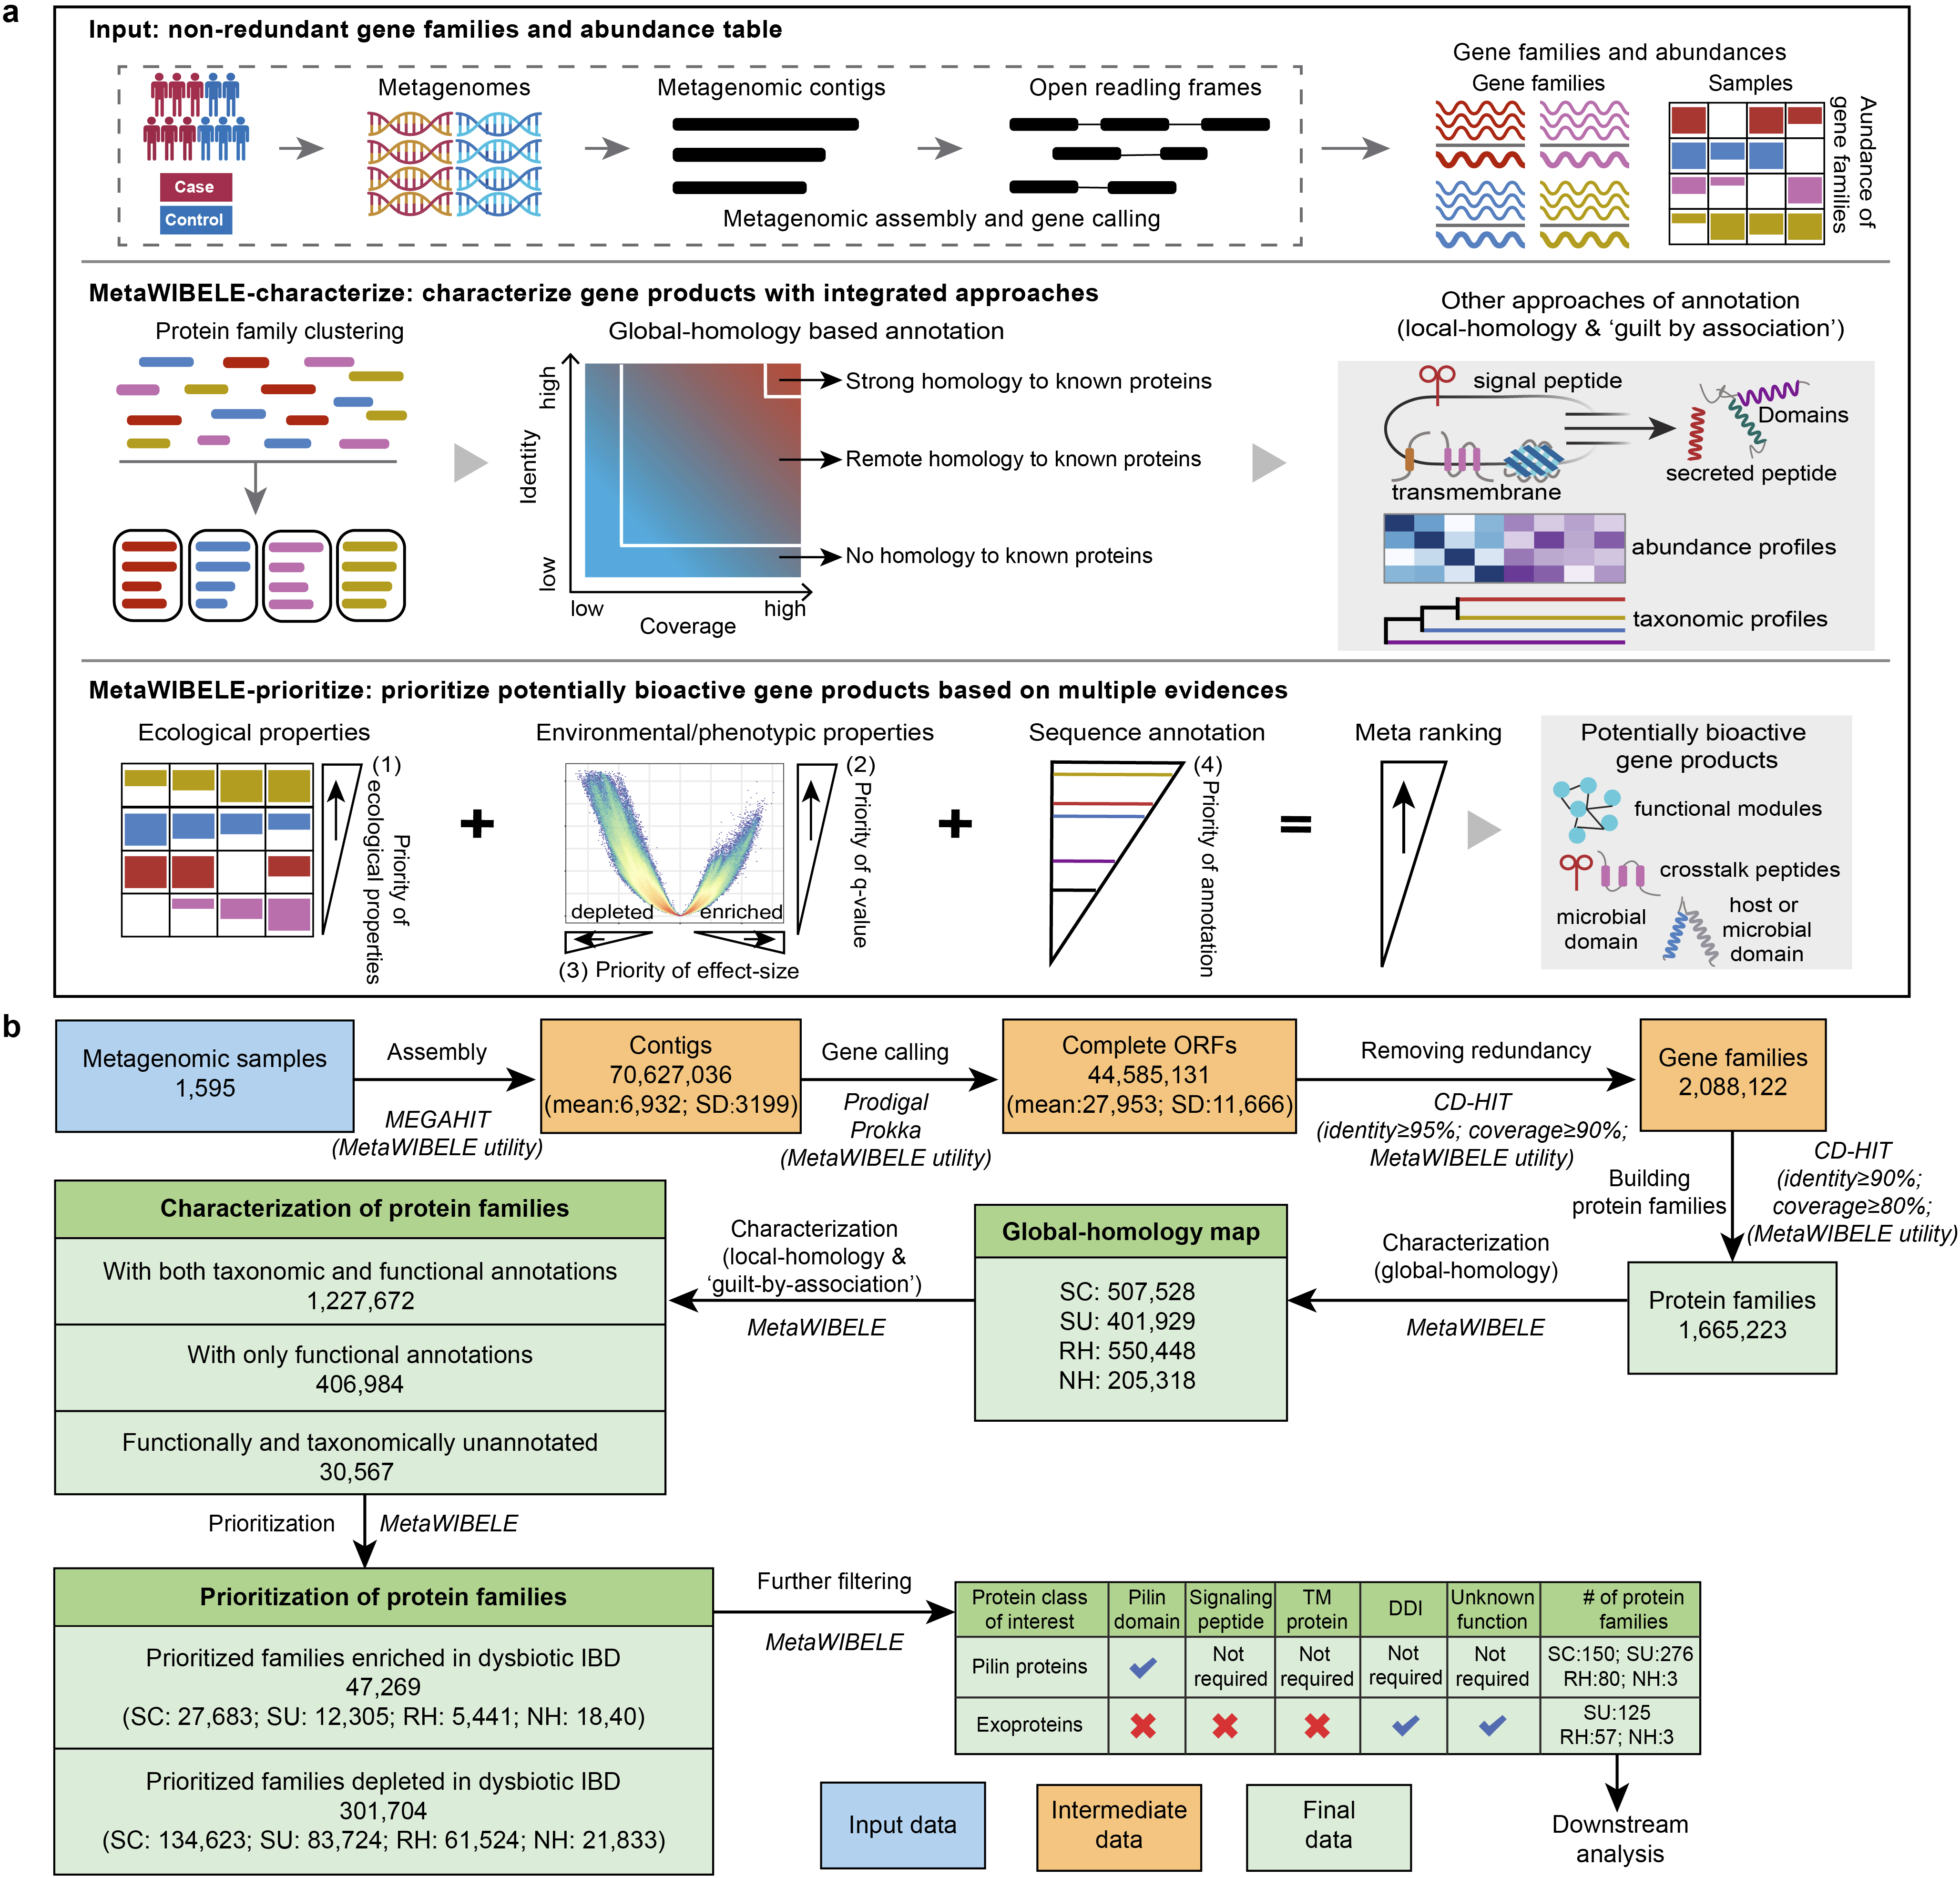 a
Input: non-redundant gene families and abundance table
Case
Control
Metagenomes
Metagenomic contigs
Open readling frames
Metagenomic assembly and gene calling
Gene families and abundances
Gene families
Samples
Aundance of
gene families
MetaWIBELE-characterize: characterize gene products with integrated approaches
Protein family clustering
Global-homology based annotation
Identity
high
low
low
high
Coverage
Strong homology to known proteins
Remote homology to known proteins
No homology to known proteins
Other approaches of annotation
(local-homology & ‘guilt by association’)
signal peptide
Domains
secreted peptide
transmembrane
abundance profiles
taxonomic profiles
MetaWIBELE-prioritize: prioritize potentially bioactive gene products based on multiple evidences
Ecological properties
(1)
Priority of
ecological properties
+
Environmental/phenotypic properties
depleted
enriched
(2)
Priority of q-value
(3) Priority of effect-size
+
Sequence annotation
(4)
Priority of annotation
=
Meta ranking
Potentially bioactive
gene products
functional modules
crosstalk peptides
microbial
domain
host or
microbial
domain
b
Metagenomic samples
1,595
Assembly
MEGAHIT
(MetaWIBELE utility)
Contigs
70,627,036
(mean:6,932; SD:3199)
Gene calling
Prodigal
Prokka
(MetaWIBELE utility)
Complete ORFs
44,585,131
(mean:27,953; SD:11,666)
Removing redundancy
CD-HIT
(identity≥95%; coverage≥90%;
MetaWIBELE utility)
Gene families
2,088,122
Building
protein families
CD-HIT
(identity≥90%;
coverage≥80%;
(MetaWIBELE utility)
Protein families
1,665,223
Characterization
(global-homology)
MetaWIBELE
Global-homology map
SC: 507,528
SU: 401,929
RH: 550,448
NH: 205,318
Characterization
(local-homology &
‘guilt-by-association’)
MetaWIBELE
Characterization of protein families
With both taxonomic and functional annotations
1,227,672
With only functional annotations
406,984
Functionally and taxonomically unannotated
30,567
Prioritization
MetaWIBELE
Prioritization of protein families
Prioritized families enriched in dysbiotic IBD
47,269
(SC: 27,683; SU: 12,305; RH: 5,441; NH: 18,40)
Prioritized families depleted in dysbiotic IBD
301,704
(SC: 134,623; SU: 83,724; RH: 61,524; NH: 21,833)
Further filtering
MetaWIBELE
Protein class
of interest
Pilin
domain
Signaling
peptide
TM
protein
DDI
Unknown
function
# of protein
families
Pilin proteins
Not
required
Not
required
Not
required
Not
required
SC:150; SU:276
RH:80; NH:3
Exoproteins
SU:125
RH:57; NH:3
Input data
Intermediate
data
Final
data
Downstream
analysis